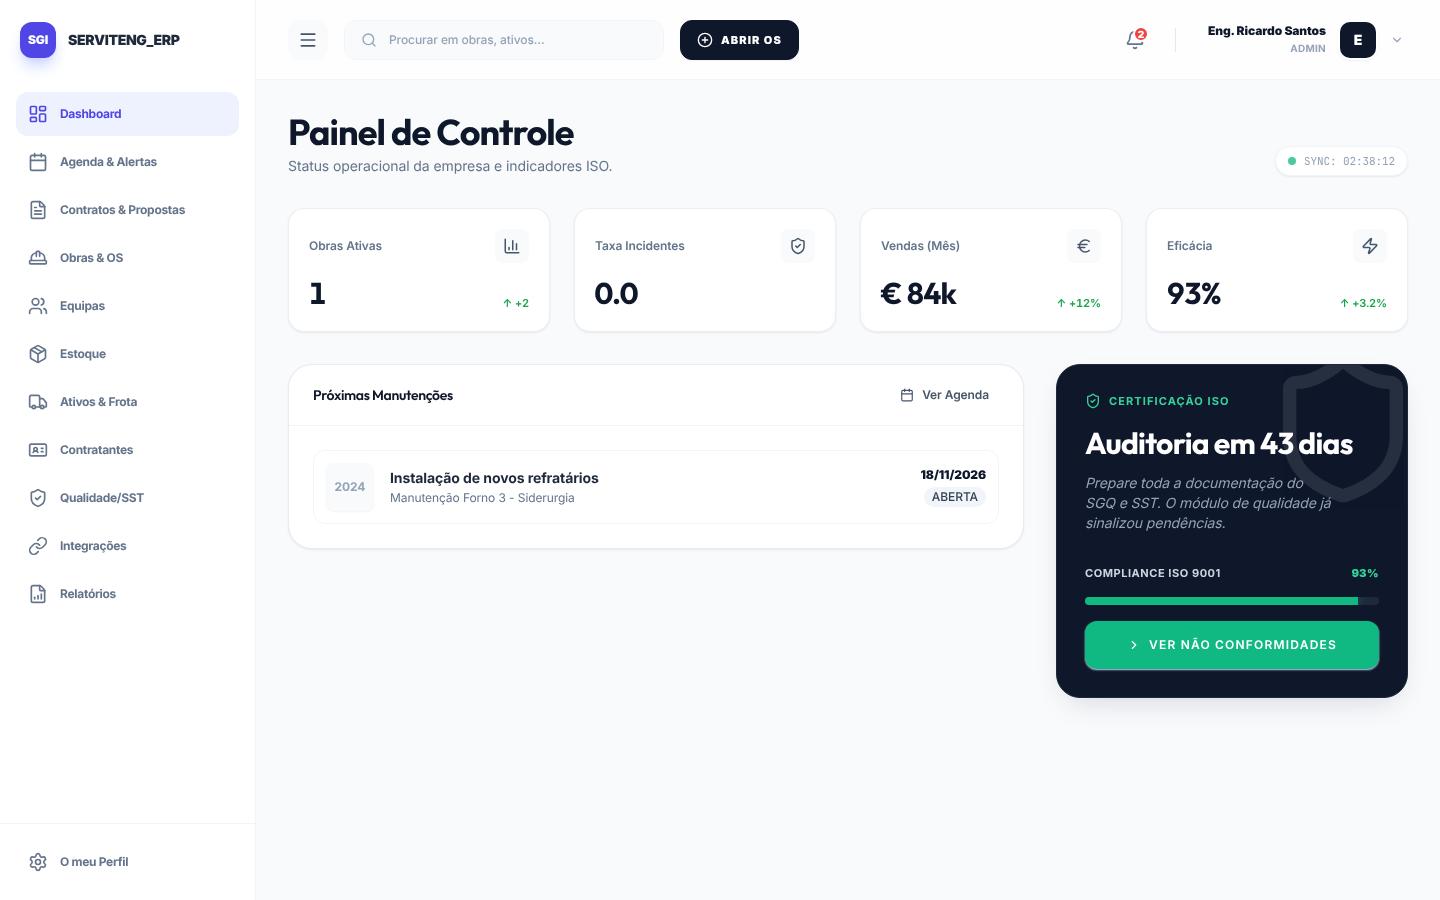 SGI
SERVITENG_ERP
Dashboard
Agenda & Alertas
Contratos & Propostas
Obras & OS
Equipas
Estoque
Ativos & Frota
Contratantes
Qualidade/SST
Integrações
Relatórios
O meu Perfil
Procurar em obras, ativos...
ABRIR OS
2
Eng. Ricardo Santos
ADMIN
E
Painel de Controle
Status operacional da empresa e indicadores ISO.
SYNC: 02:38:12
Obras Ativas
1
↑ +2
Taxa Incidentes
0.0
Vendas (Mês)
€
€ 84k
↑ +12%
Eficácia
93%
↑ +3.2%
Próximas Manutenções
Ver Agenda
2024
Instalação de novos refratários
Manutenção Forno 3 - Siderurgia
18/11/2026
ABERTA
CERTIFICAÇÃO ISO
Auditoria em 43 dias
Prepare toda a documentação do
SGQ e SST. O módulo de qualidade já
sinalizou pendências.
COMPLIANCE ISO 9001
93%
VER NÃO CONFORMIDADES